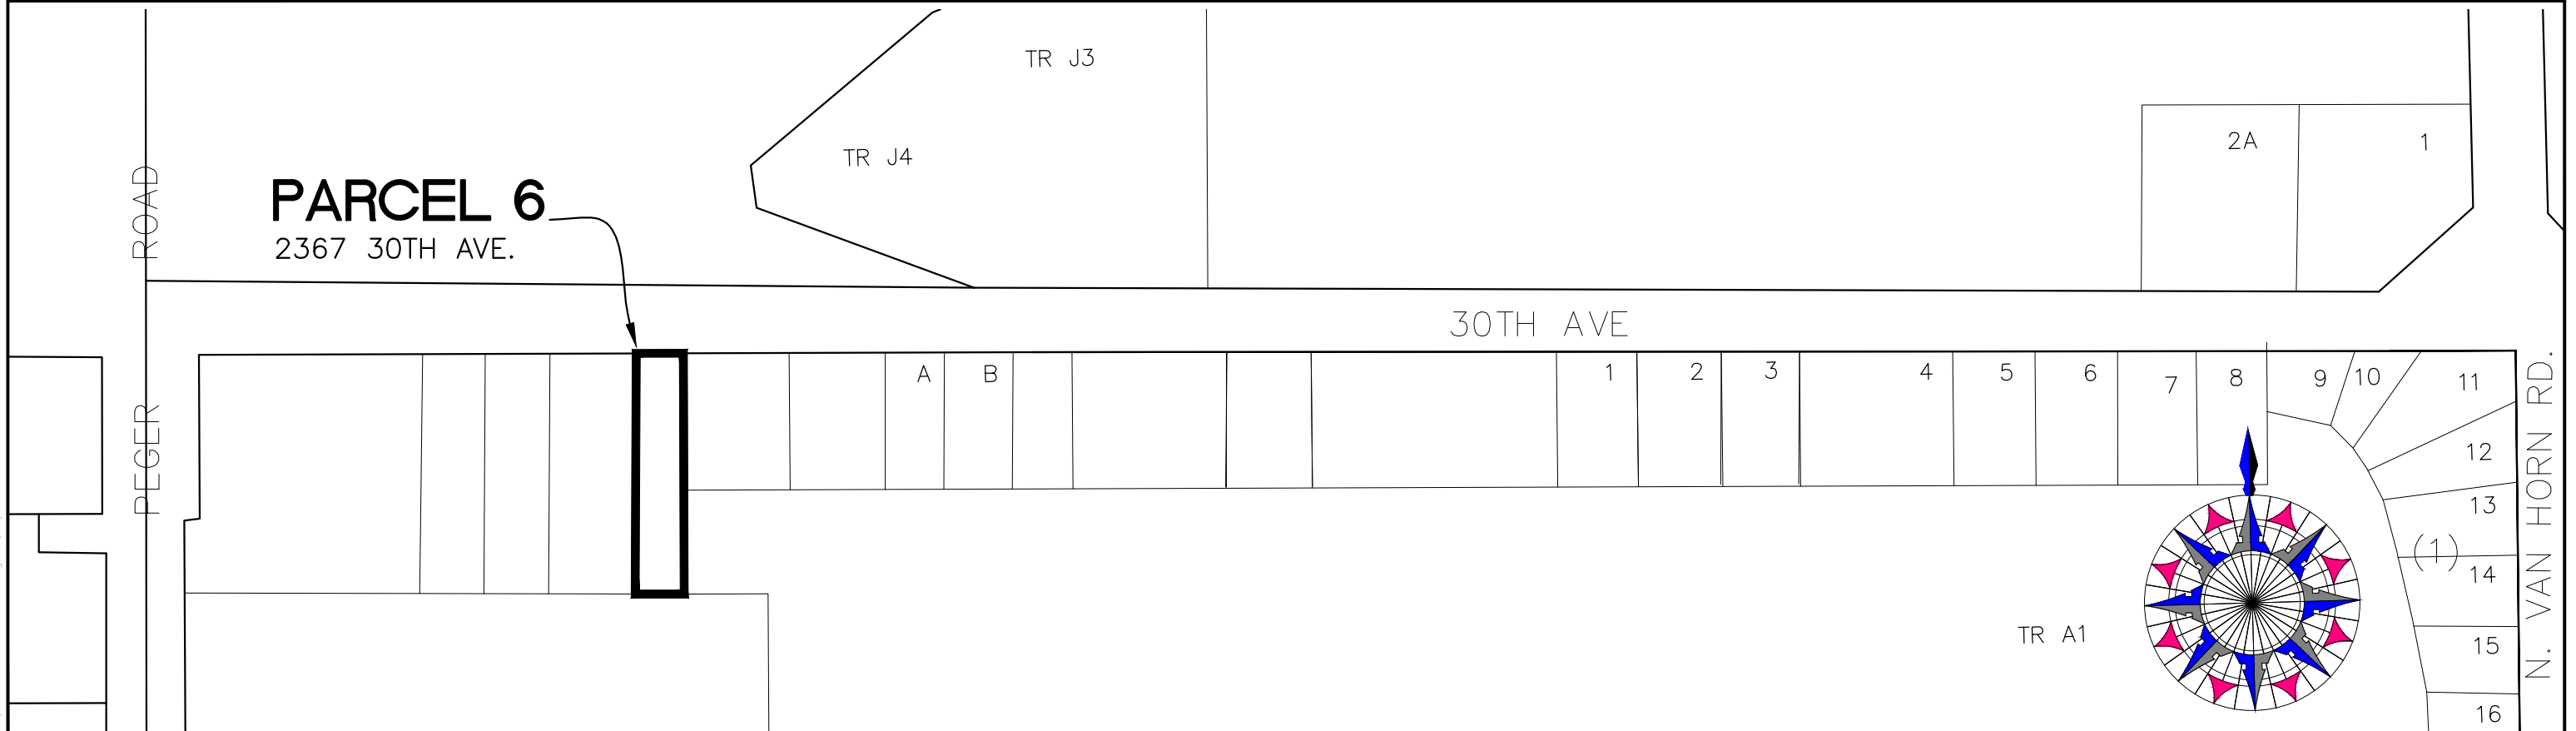 TR J3
TR J4
2A
1
PARCEL 6
2367 30TH AVE.
PEGER ROAD
30TH AVE
A
B
1
2
3
4
5
6
7
8
9
10
11
12
13
(1)
14
15
16
TR A1
N. VAN HORN RD.